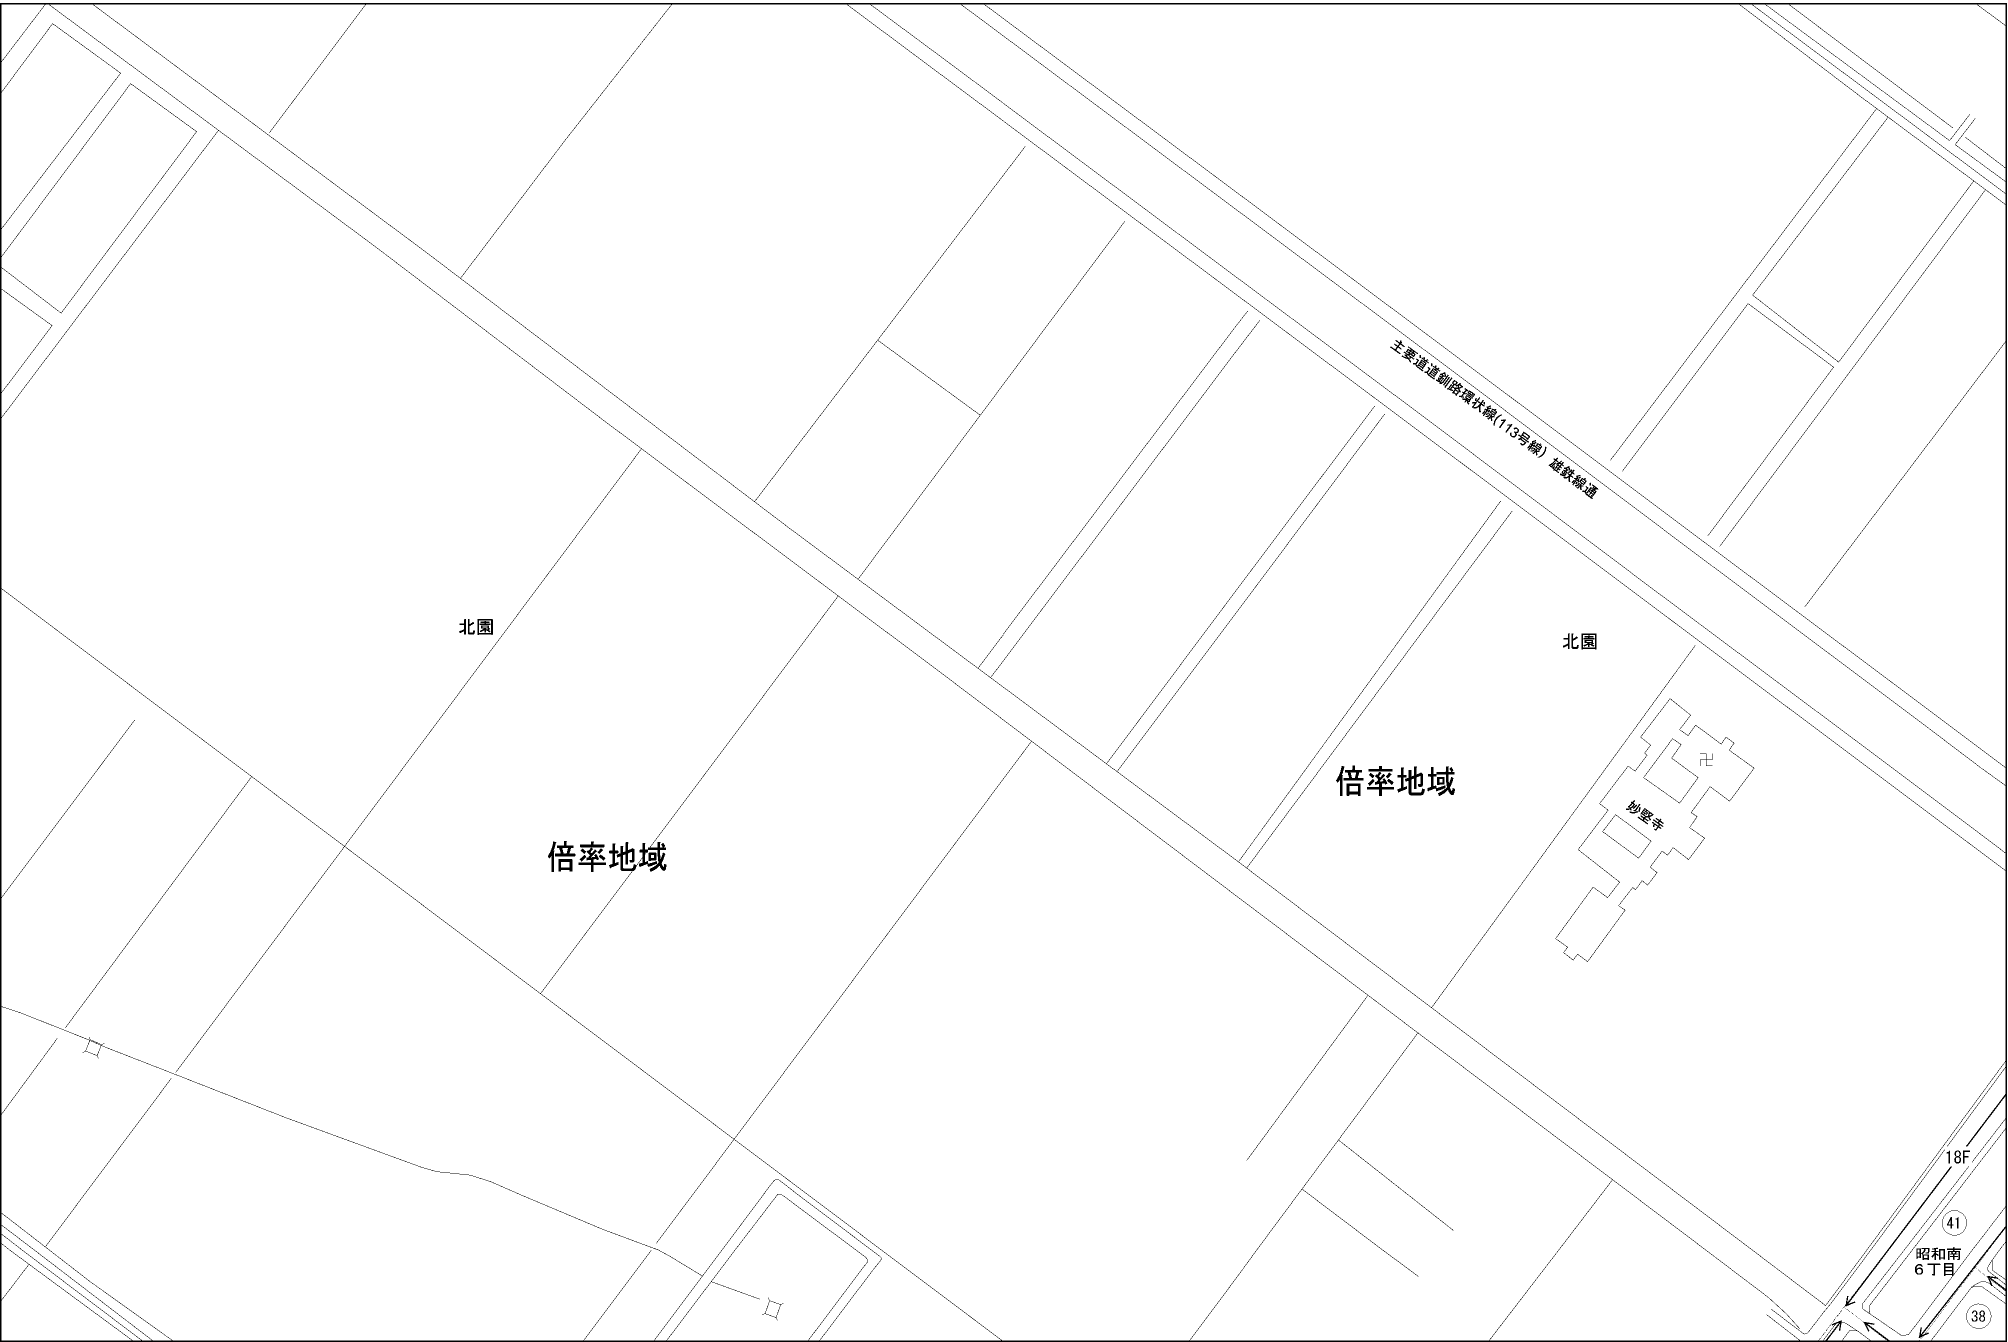 主要道道釧路環状線(113号線) 雄鉄線通
北園
北園
倍率地域
卍
妙堅寺
倍率地域
18F
41
昭和南
6丁目
38